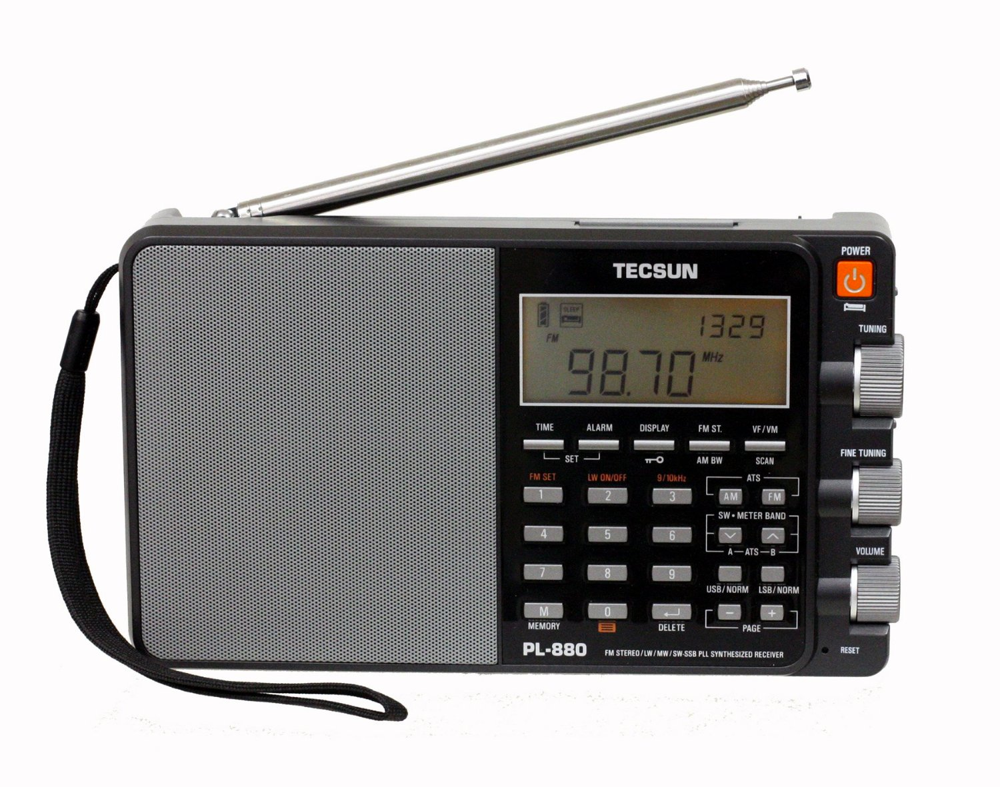 TECSUN
POWER
SLEEP
1329
FM
98.70 MHz
TUNING
TIME ALARM DISPLAY FM ST. VF/VM
SET AM BW SCAN
FINE TUNING
FM SET LW ON/OFF 9/10kHz ATS
1 2 3 AM FM
SW • METER BAND
4 5 6
A ATS B
VOLUME
7 8 9
USB/NORM LSB/NORM
M 0 − +
MEMORY DELETE PAGE
PL-880 FM STEREO/LW/MW/SW-SSB PLL SYNTHESIZED RECEIVER
RESET